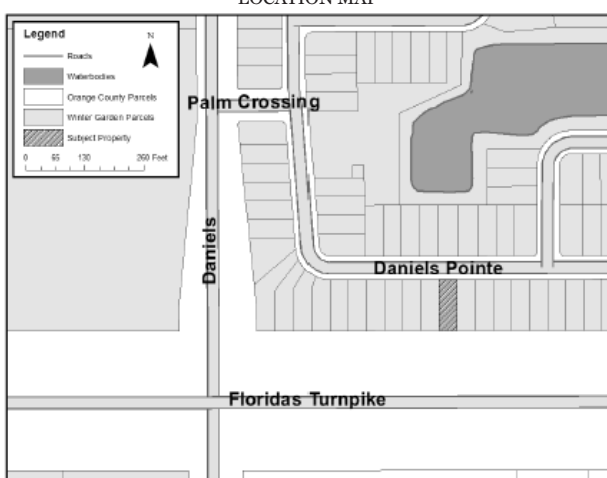 LOCATION MAP
Legend
N
Roads
Waterbodies
Orange County Parcels
Winter Garden Parcels
Subject Property
0 65 130 260 Feet
Palm Crossing
Daniels
Daniels Pointe
Floridas Turnpike